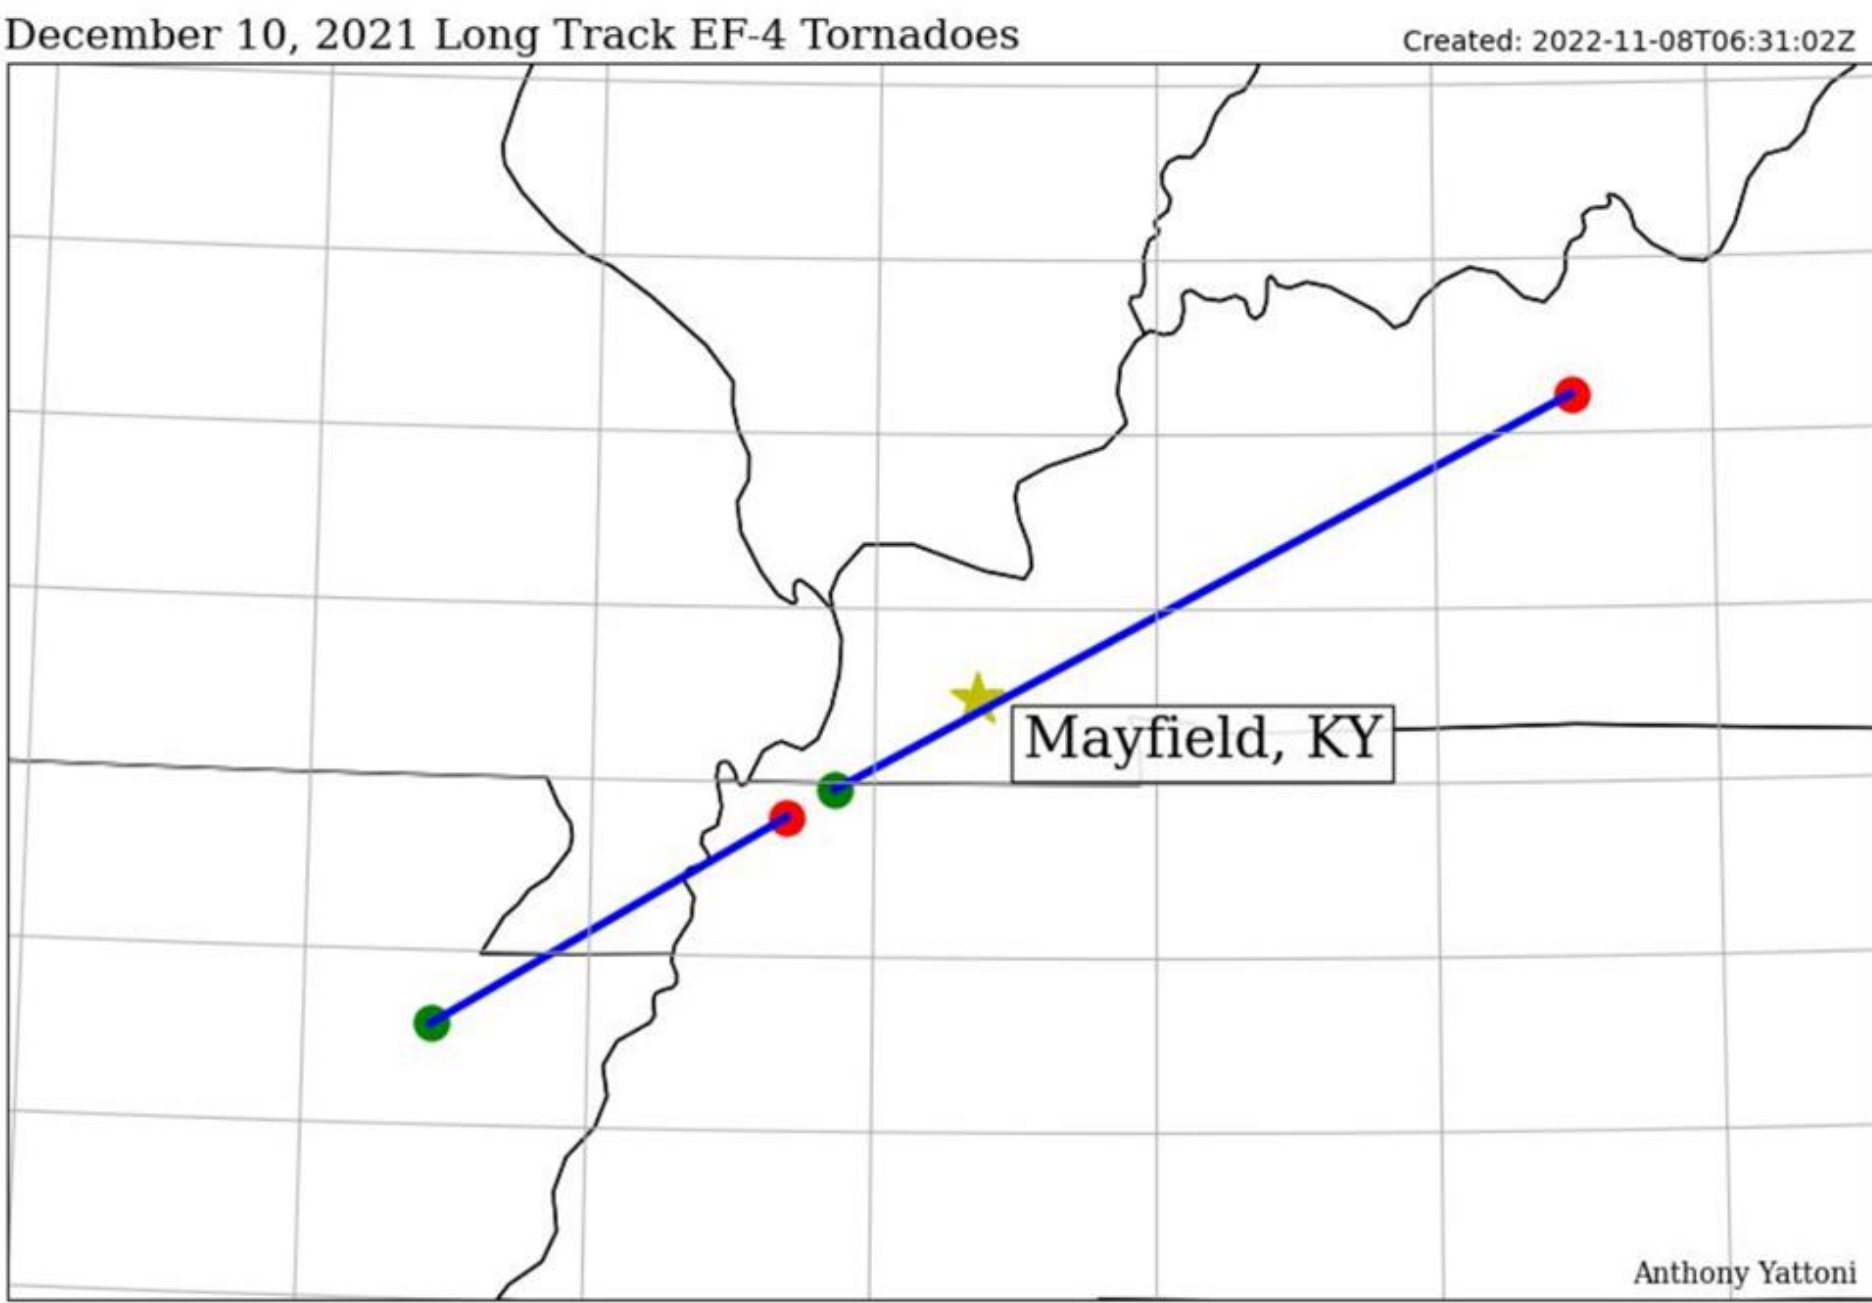 December 10, 2021 Long Track EF-4 Tornadoes
Created: 2022-11-08T06:31:02Z
Mayfield, KY
Anthony Yattoni